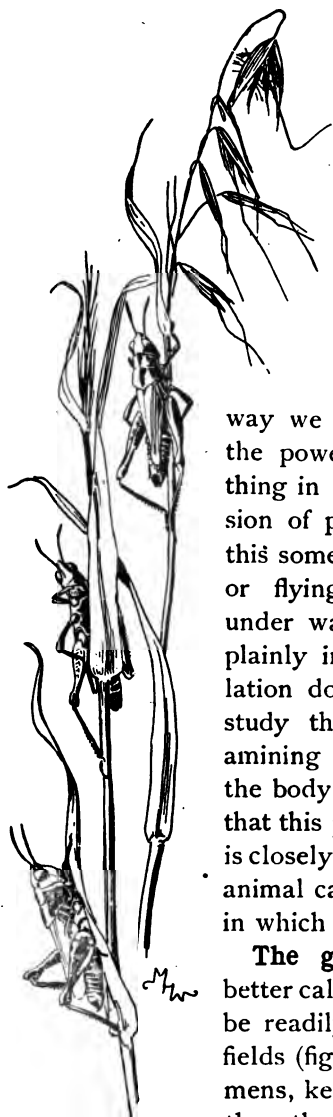 way we
the powe
thing in
sion of p
this some
or flying
under wa
plainly in
lation do
study th
amining
the body
that this
is closely
animal ca
in which
The g
better cal
be readil
fields (fig
mens, ke